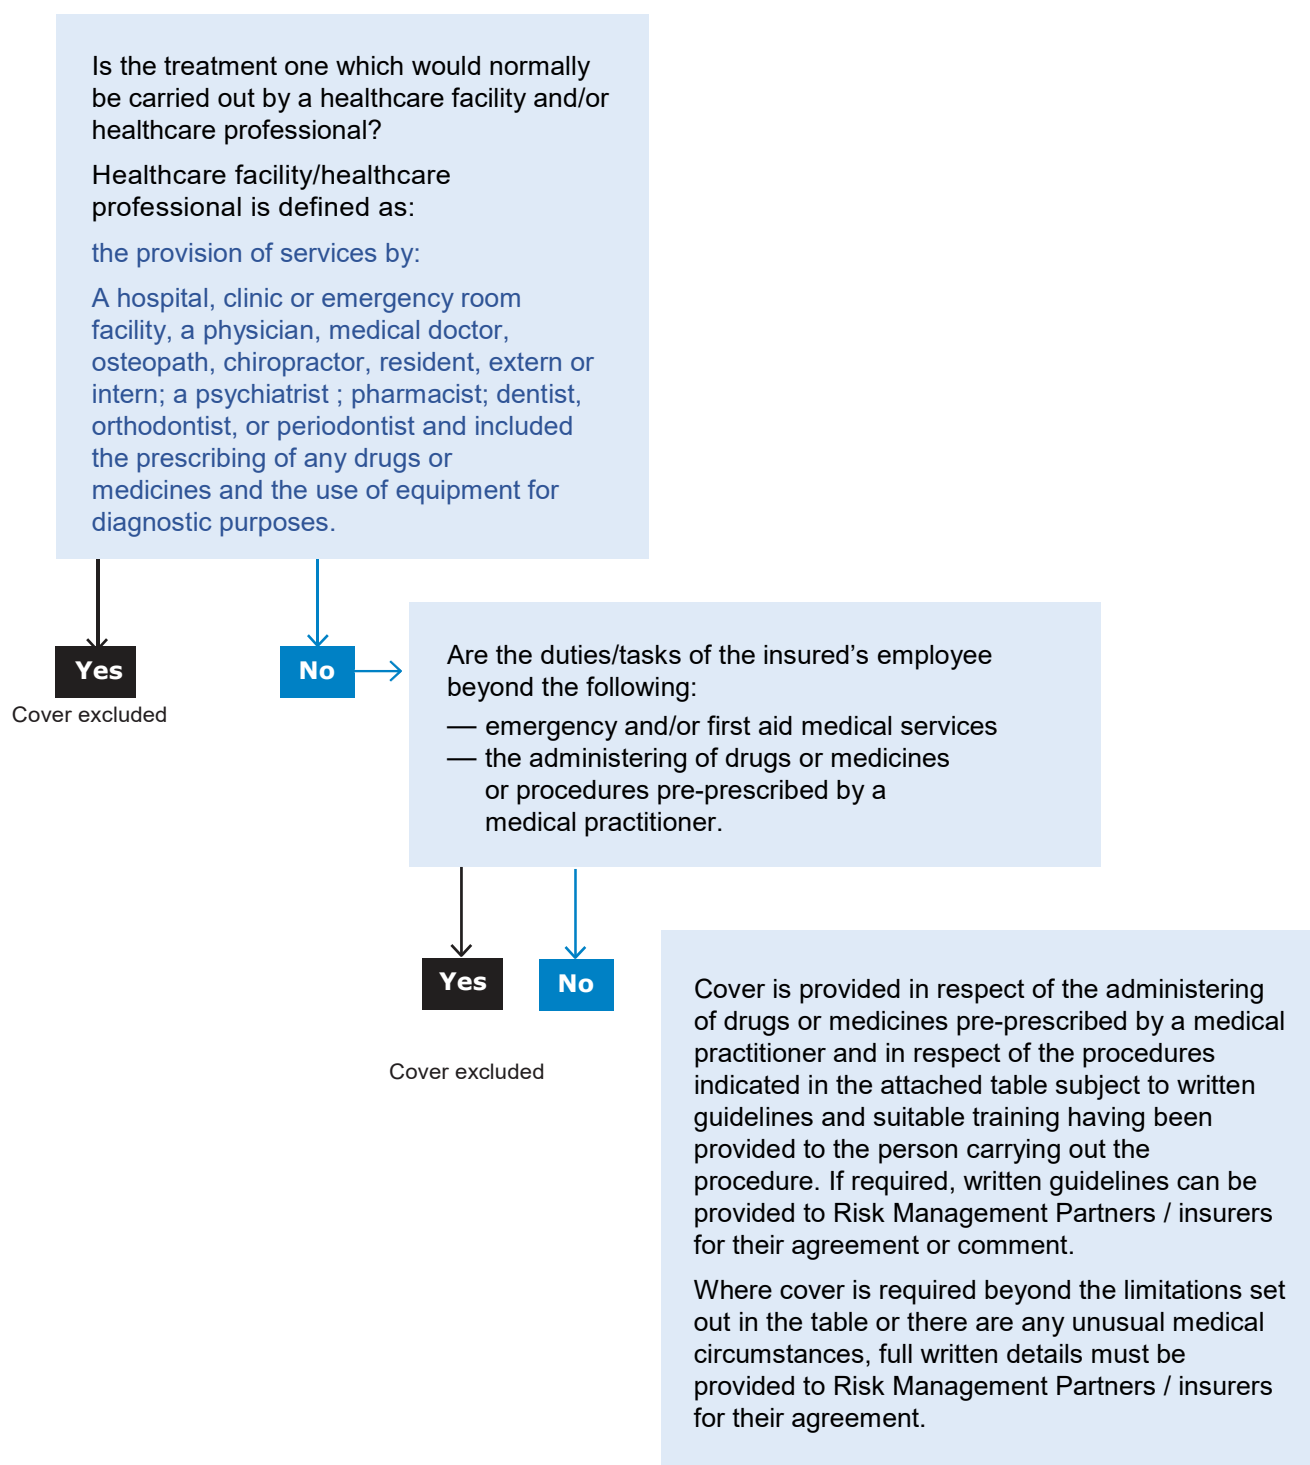 Is the treatment one which would normally
be carried out by a healthcare facility and/or
healthcare professional?
Healthcare facility/healthcare
professional is defined as:
the provision of services by:
A hospital, clinic or emergency room
facility, a physician, medical doctor,
osteopath, chiropractor, resident, extern or
intern; a psychiatrist ; pharmacist; dentist,
orthodontist, or periodontist and included
the prescribing of any drugs or
medicines and the use of equipment for
diagnostic purposes.
Yes
Cover excluded
No
Are the duties/tasks of the insured’s employee
beyond the following:
— emergency and/or first aid medical services
— the administering of drugs or medicines
or procedures pre-prescribed by a
medical practitioner.
Yes
Cover excluded
No
Cover is provided in respect of the administering
of drugs or medicines pre-prescribed by a medical
practitioner and in respect of the procedures
indicated in the attached table subject to written
guidelines and suitable training having been
provided to the person carrying out the
procedure. If required, written guidelines can be
provided to Risk Management Partners / insurers
for their agreement or comment.
Where cover is required beyond the limitations set
out in the table or there are any unusual medical
circumstances, full written details must be
provided to Risk Management Partners / insurers
for their agreement.